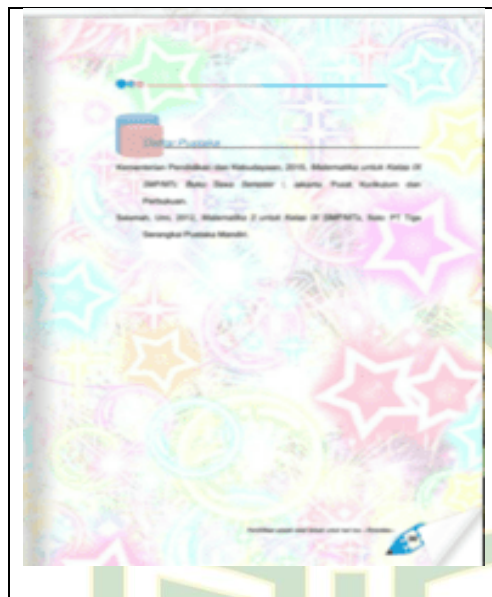 Daftar Pustaka
Kementerian Pendidikan dan Kebudayaan, 2015, Matematika untuk Kelas IX
SMP/MTs Buku Siswa Semester I, Jakarta: Pusat Kurikulum dan
Perbukuan.
Salamah, Umi, 2012, Matematika 3 untuk Kelas IX SMP/MTs, Solo: PT Tiga
Serangkai Pustaka Mandiri.